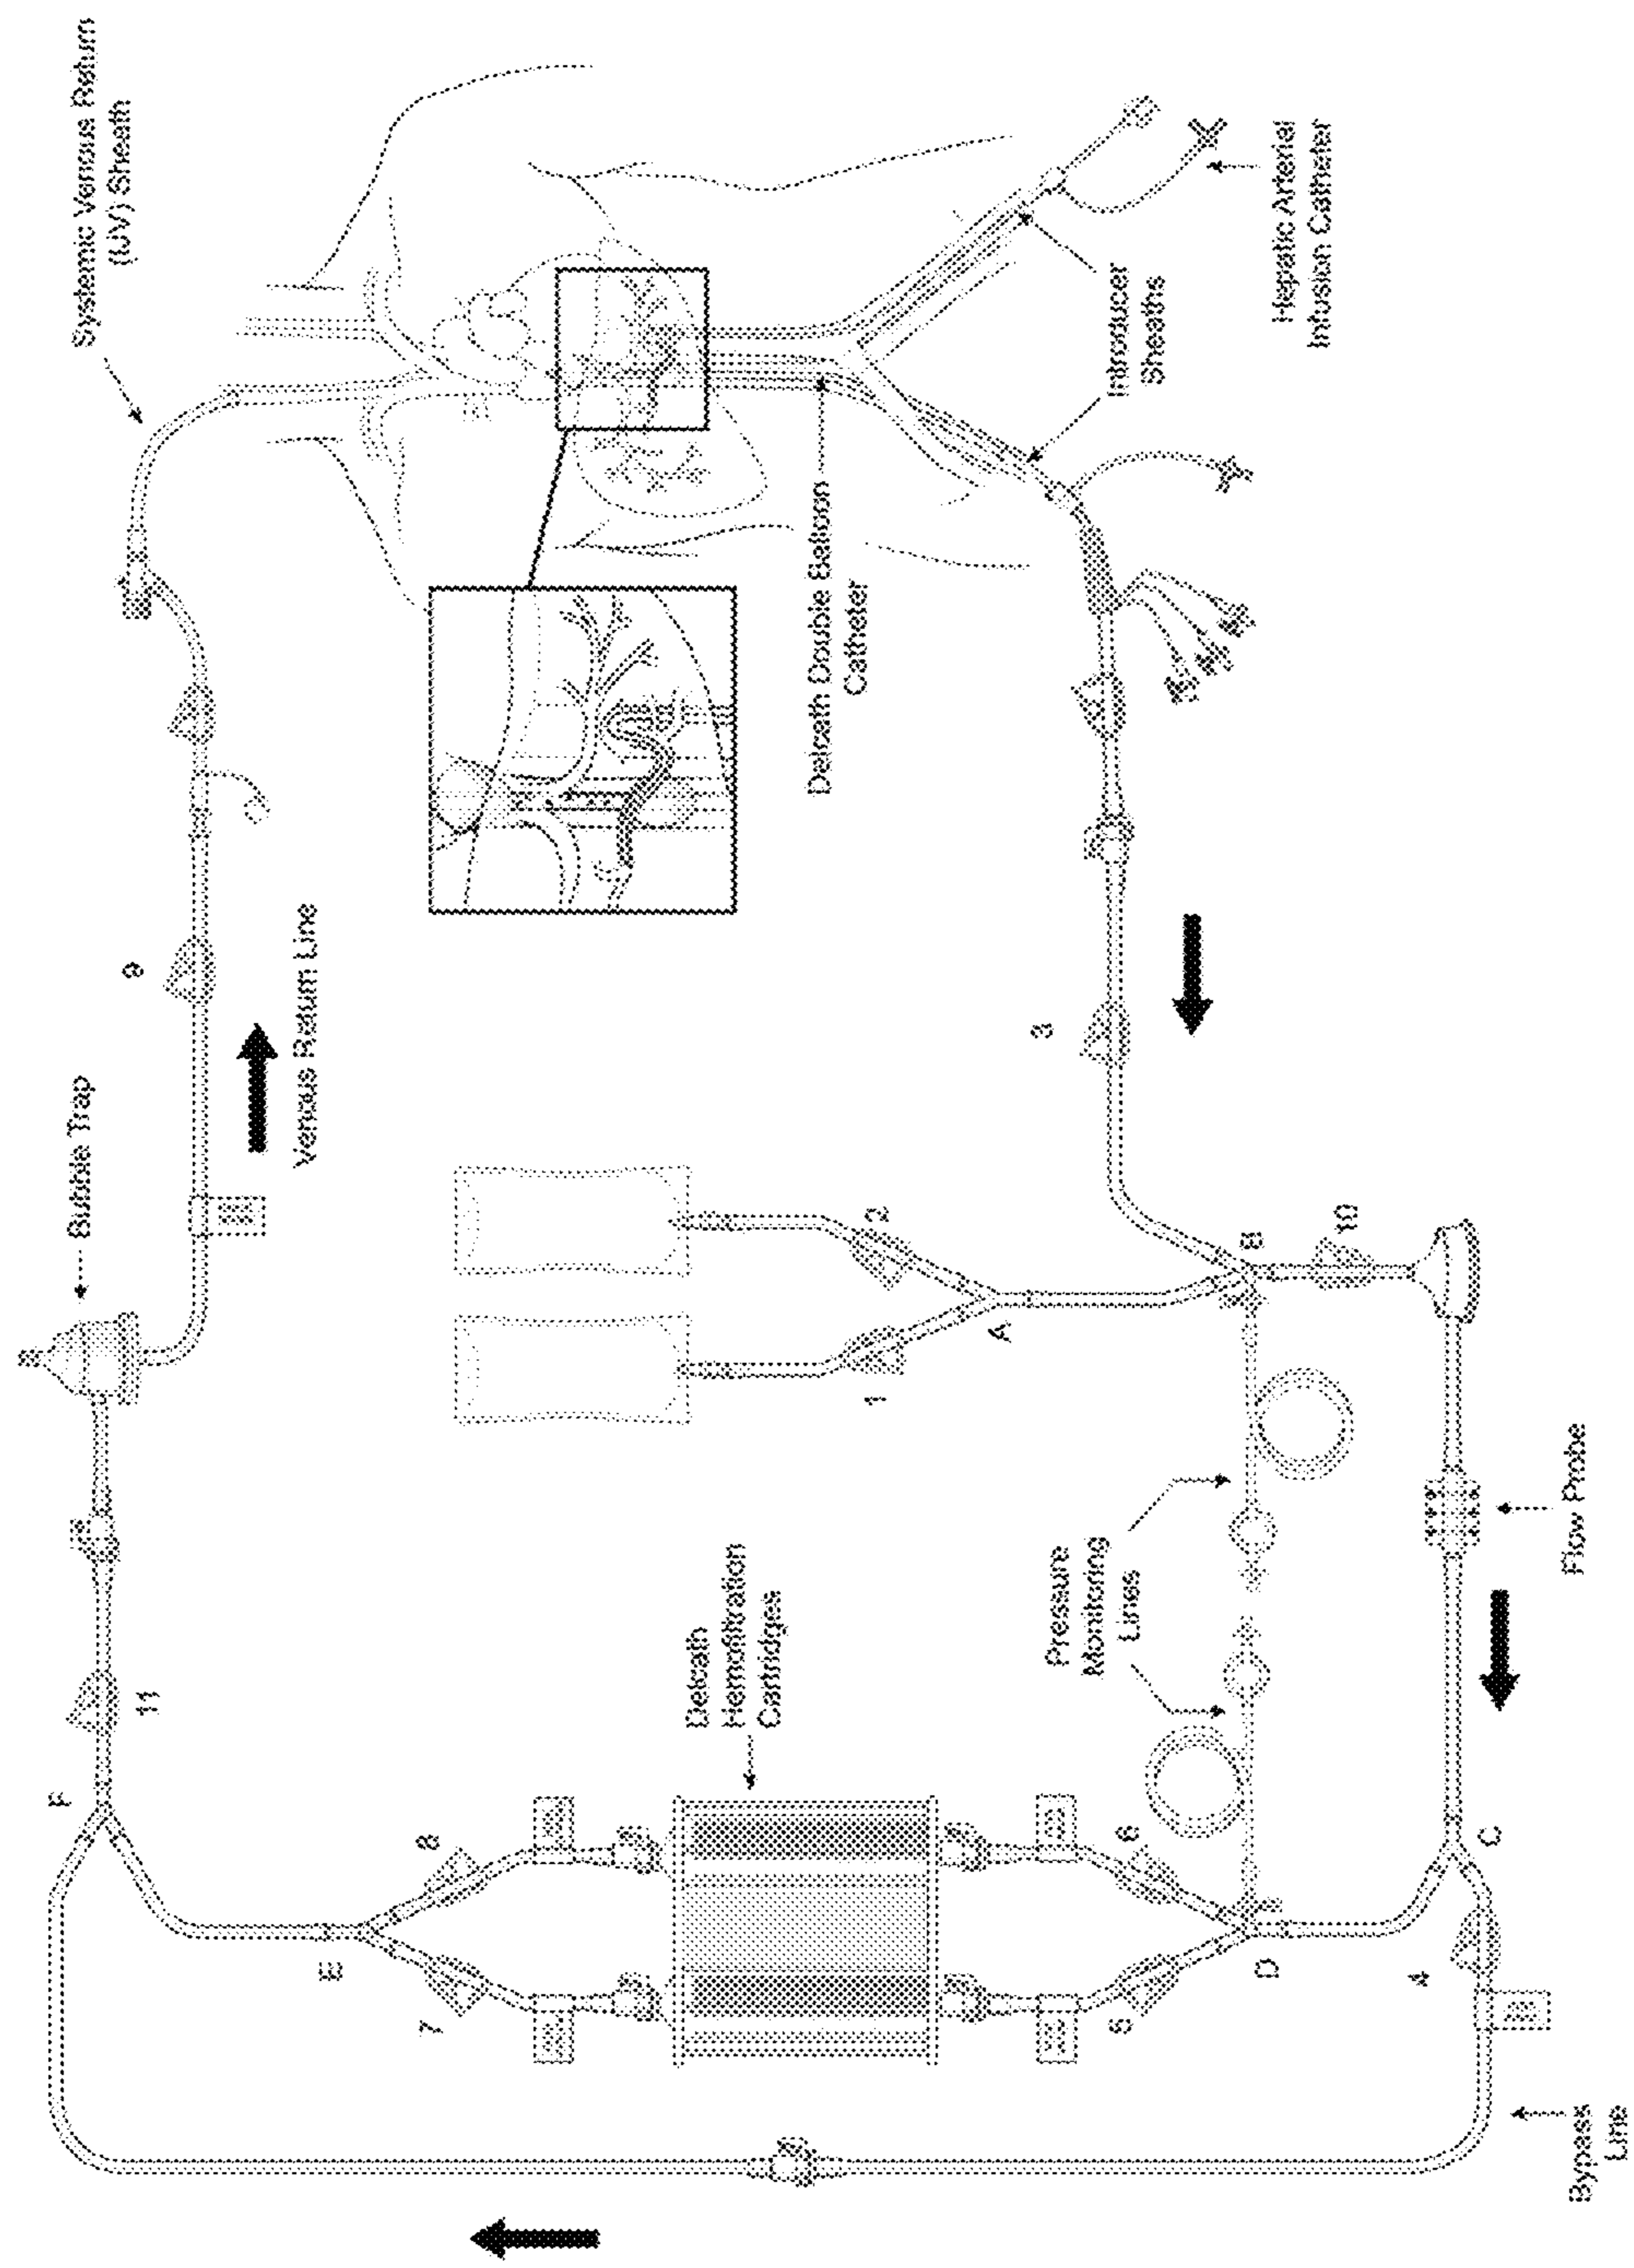 F
Bubble Trap
Systemic Venous Return
(IJV) Sheath
9
11
Venous Return Line
E
7
8
Delcath
Hemofiltration
Cartridges
Delcath Double Balloon
Catheter
1
2
A
3
Pressure
Monitoring
Lines
Introducer
Sheaths
5
6
D
B
Hepatic Arterial
Infusion Catheter
10
4
C
Flow Probe
Bypass
Line